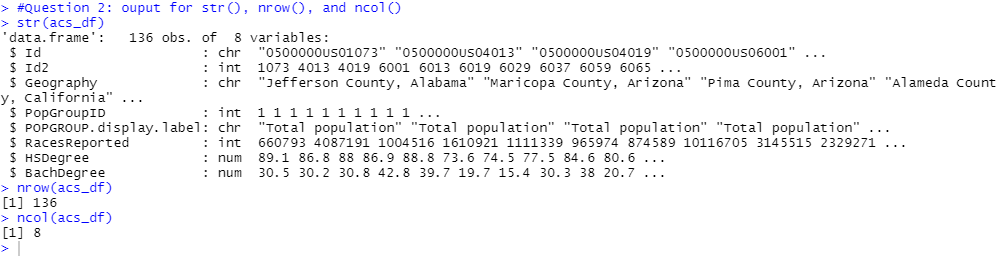 > #Question 2: ouput for str(), nrow(), and ncol()
> str(acs_df)
'data.frame':   136 obs. of  8 variables:
 $ Id                    : chr  "0500000US01073" "0500000US04013" "0500000US04019" "0500000US06001" ...
 $ Id2                   : int  1073 4013 4019 6001 6013 6019 6029 6037 6059 6065 ...
 $ Geography             : chr  "Jefferson County, Alabama" "Maricopa County, Arizona" "Pima County, Arizona" "Alameda Count
y, California" ...
 $ PopGroupID            : int  1 1 1 1 1 1 1 1 1 1 ...
 $ POPGROUP.display.label: chr  "Total population" "Total population" "Total population" "Total population" ...
 $ RacesReported         : int  660793 4087191 1004516 1610921 1111339 965974 874589 10116705 3145515 2329271 ...
 $ HSDegree              : num  89.1 86.8 88 86.9 88.8 73.6 74.5 77.5 84.6 80.6 ...
 $ BachDegree            : num  30.5 30.2 30.8 42.8 39.7 19.7 15.4 30.3 38 20.7 ...
> nrow(acs_df)
[1] 136
> ncol(acs_df)
[1] 8
>